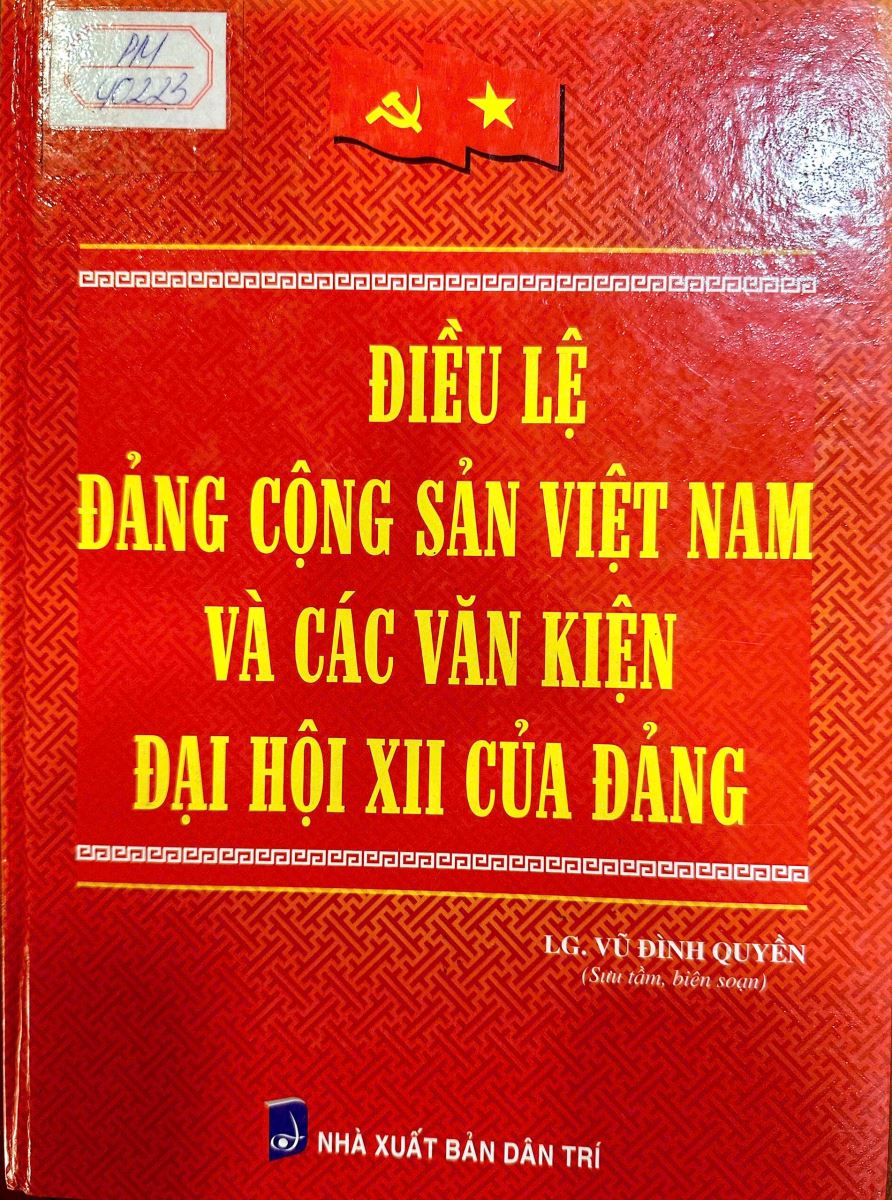 PM
40223
ĐIỀU LỆ
ĐẢNG CỘNG SẢN VIỆT NAM
VÀ CÁC VĂN KIỆN
ĐẠI HỘI XII CỦA ĐẢNG
LG. VŨ ĐÌNH QUYỀN
(Sưu tầm, biên soạn)
NHÀ XUẤT BẢN DÂN TRÍ